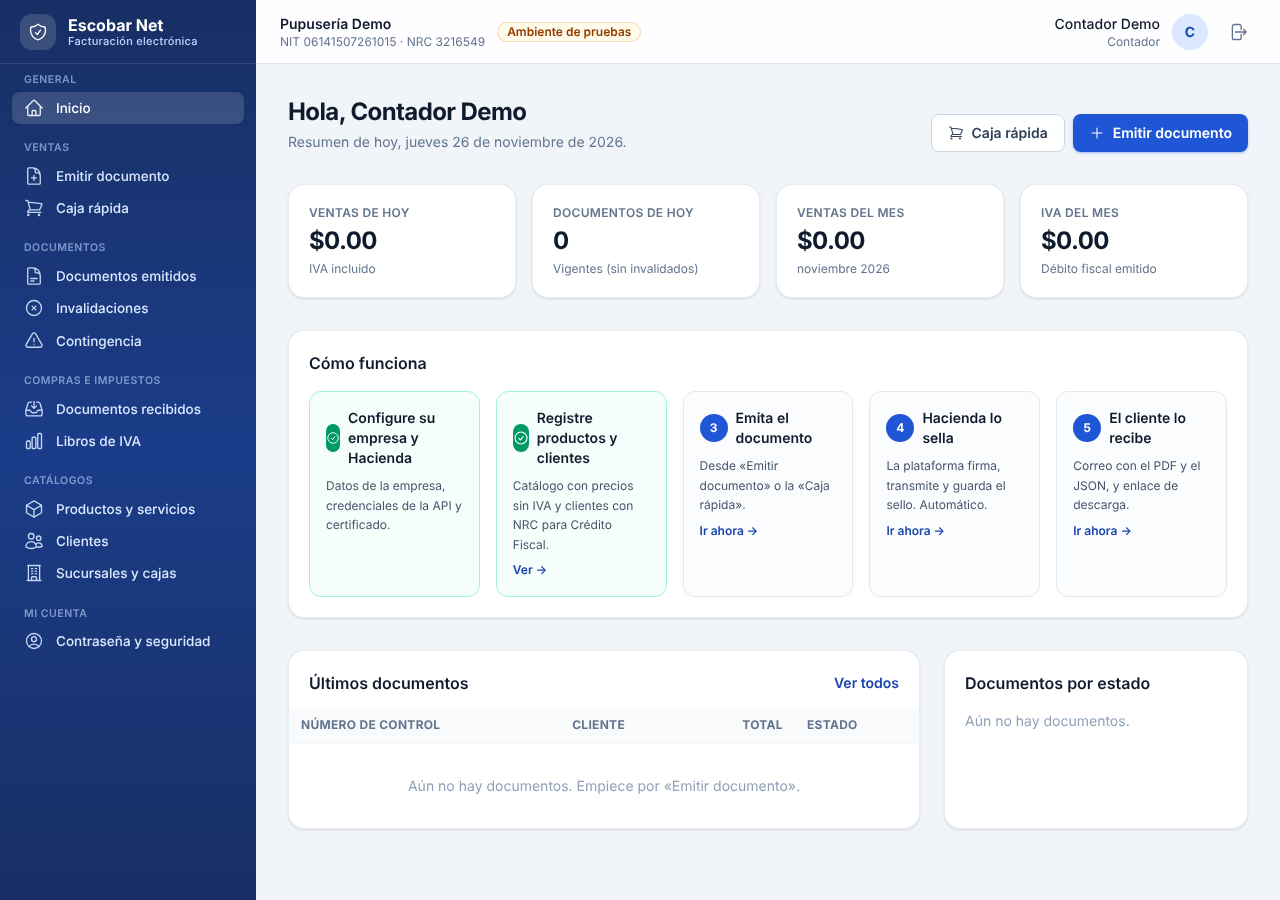 Escobar Net
Facturación electrónica
GENERAL
Inicio
VENTAS
Emitir documento
Caja rápida
DOCUMENTOS
Documentos emitidos
Invalidaciones
Contingencia
COMPRAS E IMPUESTOS
Documentos recibidos
Libros de IVA
CATÁLOGOS
Productos y servicios
Clientes
Sucursales y cajas
MI CUENTA
Contraseña y seguridad
Pupusería Demo
NIT 06141507261015 · NRC 3216549
Ambiente de pruebas
Contador Demo
Contador
C
Hola, Contador Demo
Resumen de hoy, jueves 26 de noviembre de 2026.
Caja rápida
Emitir documento
VENTAS DE HOY
$0.00
IVA incluido
DOCUMENTOS DE HOY
0
Vigentes (sin invalidados)
VENTAS DEL MES
$0.00
noviembre 2026
IVA DEL MES
$0.00
Débito fiscal emitido
Cómo funciona
Configure su
empresa y
Hacienda
Datos de la empresa,
credenciales de la API y
certificado.
Registre
productos y
clientes
Catálogo con precios
sin IVA y clientes con
NRC para Crédito
Fiscal.
Ver →
3
Emita el
documento
Desde «Emitir
documento» o la «Caja
rápida».
Ir ahora →
4
Hacienda lo
sella
La plataforma firma,
transmite y guarda el
sello. Automático.
Ir ahora →
5
El cliente lo
recibe
Correo con el PDF y el
JSON, y enlace de
descarga.
Ir ahora →
Últimos documentos
Ver todos
NÚMERO DE CONTROL CLIENTE TOTAL ESTADO
Aún no hay documentos. Empiece por «Emitir documento».
Documentos por estado
Aún no hay documentos.